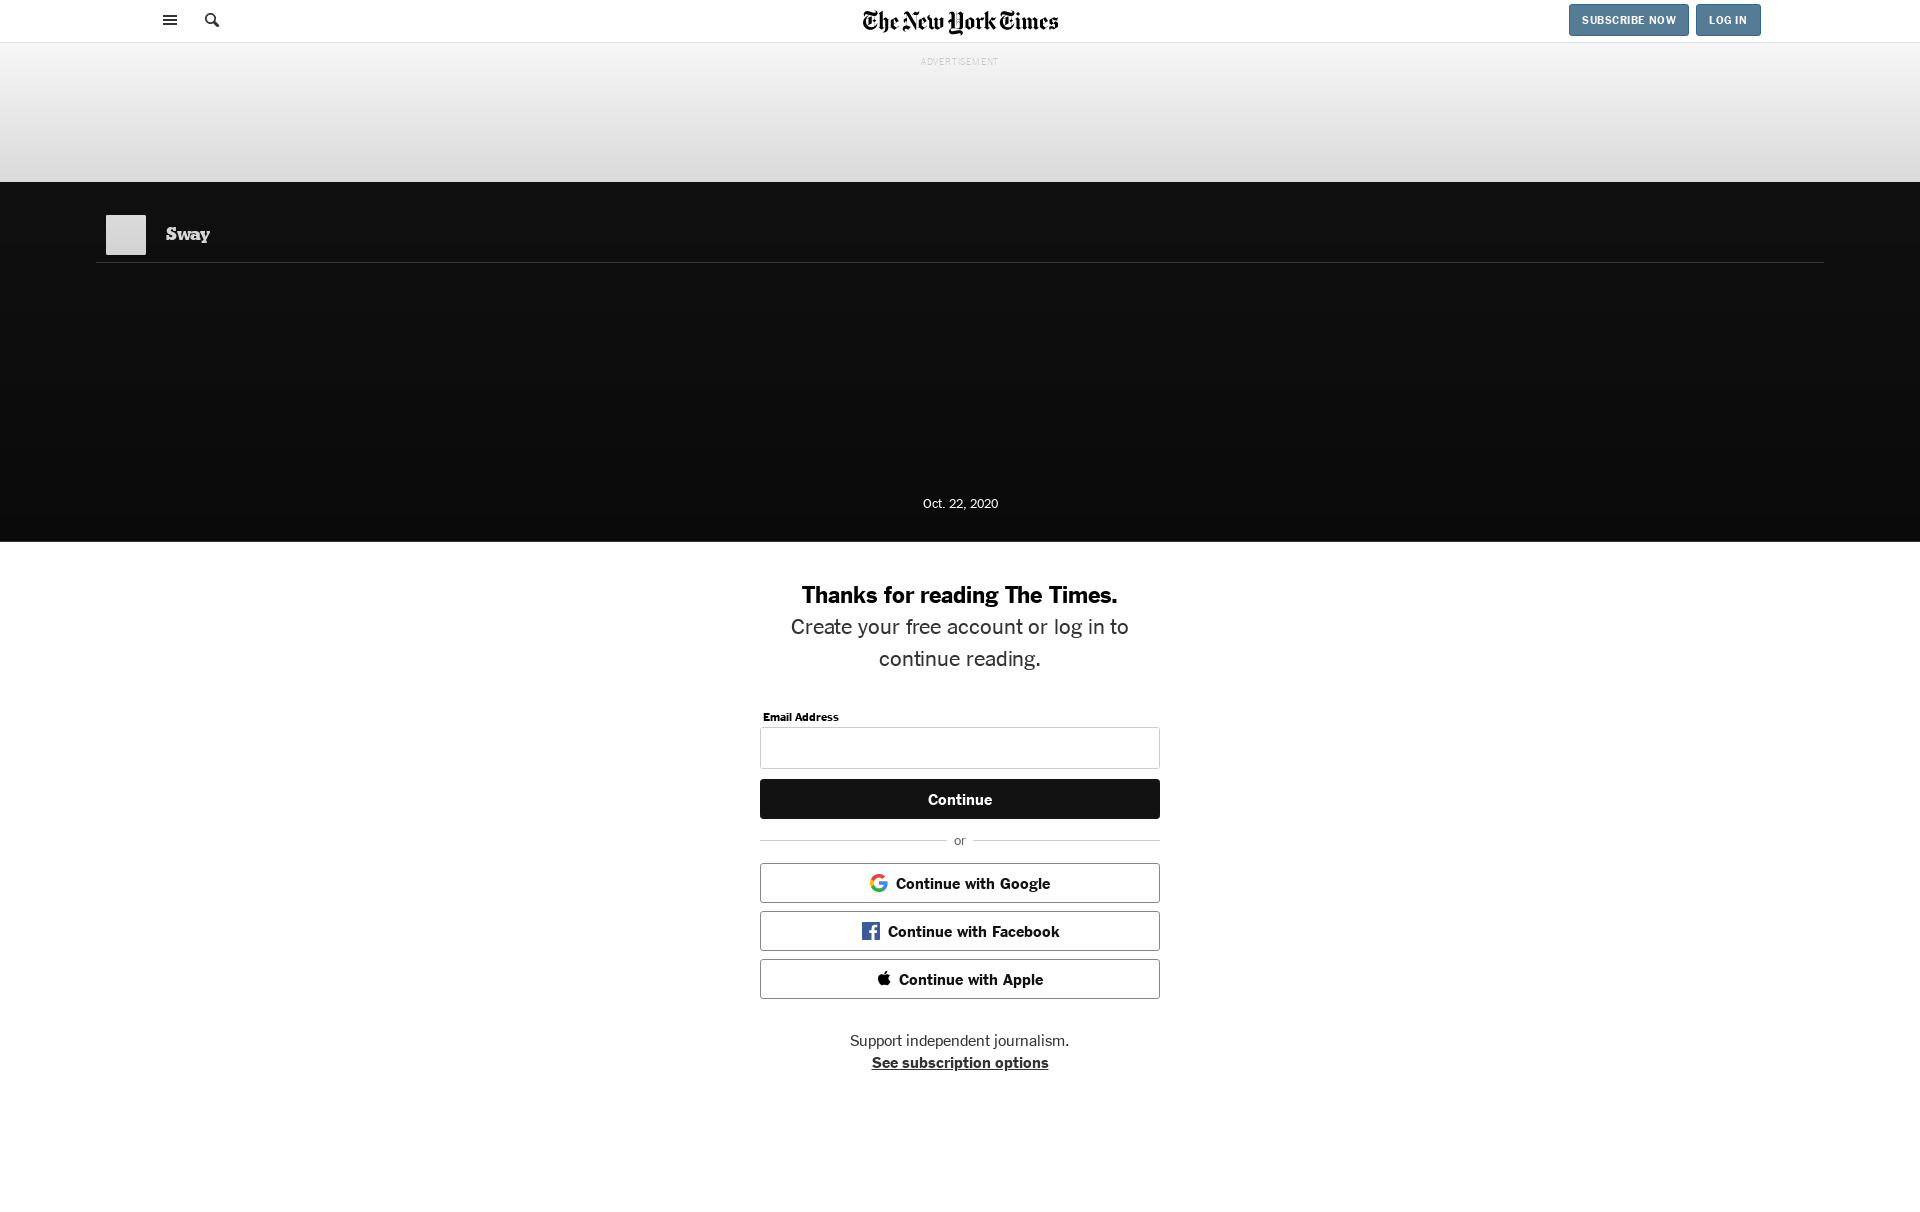 The New York Times
SUBSCRIBE NOW
LOG IN
ADVERTISEMENT
Sway
Oct. 22, 2020
Thanks for reading The Times.
Create your free account or log in to
continue reading.
Email Address
Continue
or
Continue with Google
Continue with Facebook
Continue with Apple
Support independent journalism.
See subscription options